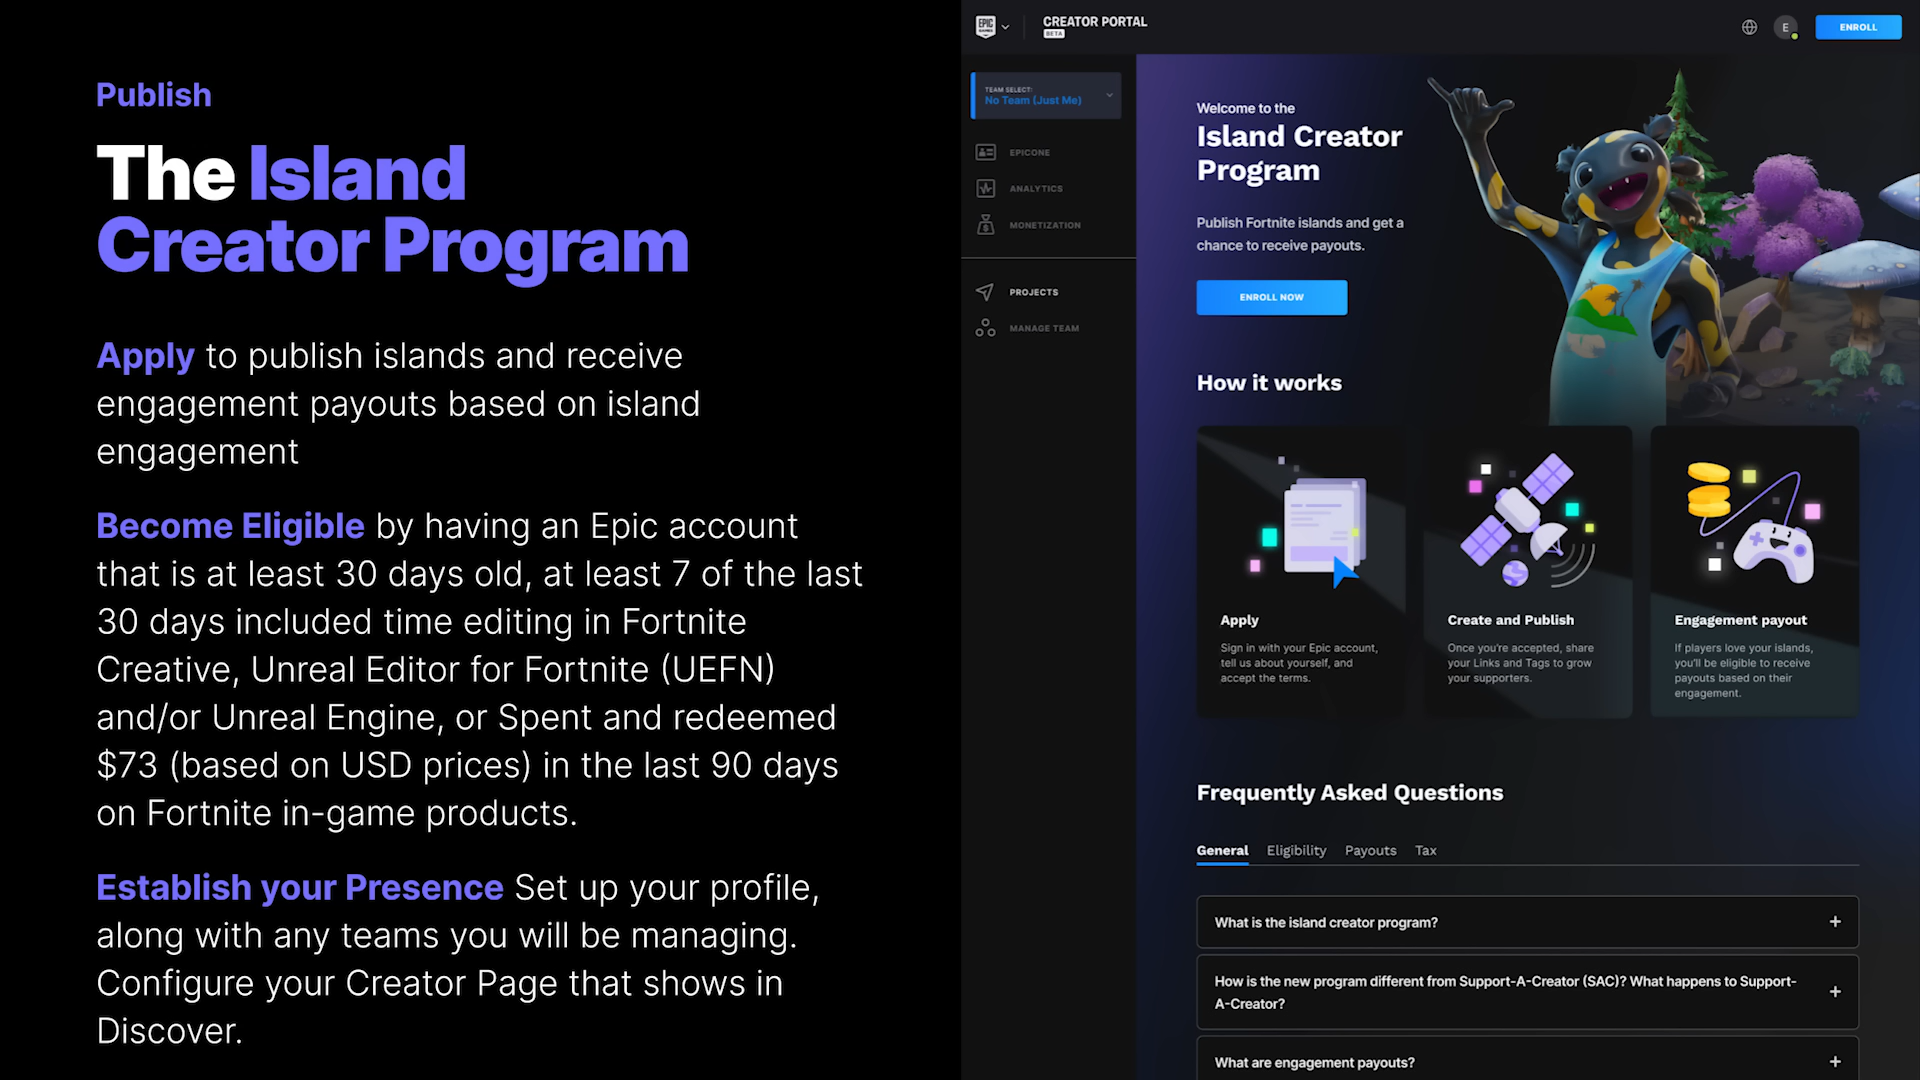 Publish
The Island
Creator Program
Apply to publish islands and receive
engagement payouts based on island
engagement
Become Eligible by having an Epic account
that is at least 30 days old, at least 7 of the last
30 days included time editing in Fortnite
Creative, Unreal Editor for Fortnite (UEFN)
and/or Unreal Engine, or Spent and redeemed
$73 (based on USD prices) in the last 90 days
on Fortnite in-game products.
Establish your Presence Set up your profile,
along with any teams you will be managing.
Configure your Creator Page that shows in
Discover.
EPIC
GAMES
CREATOR PORTAL
BETA
E
ENROLL
TEAM SELECT:
No Team (Just Me)
EPICONE
ANALYTICS
MONETIZATION
PROJECTS
MANAGE TEAM
Welcome to the
Island Creator
Program
Publish Fortnite islands and get a
chance to receive payouts.
ENROLL NOW
How it works
Apply
Sign in with your Epic account,
tell us about yourself, and
accept the terms.
Create and Publish
Once you're accepted, share
your Links and Tags to grow
your supporters.
Engagement payout
If players love your islands,
you'll be eligible to receive
payouts based on their
engagement.
Frequently Asked Questions
General Eligibility Payouts Tax
What is the island creator program?
How is the new program different from Support-A-Creator (SAC)? What happens to Support-
A-Creator?
What are engagement payouts?